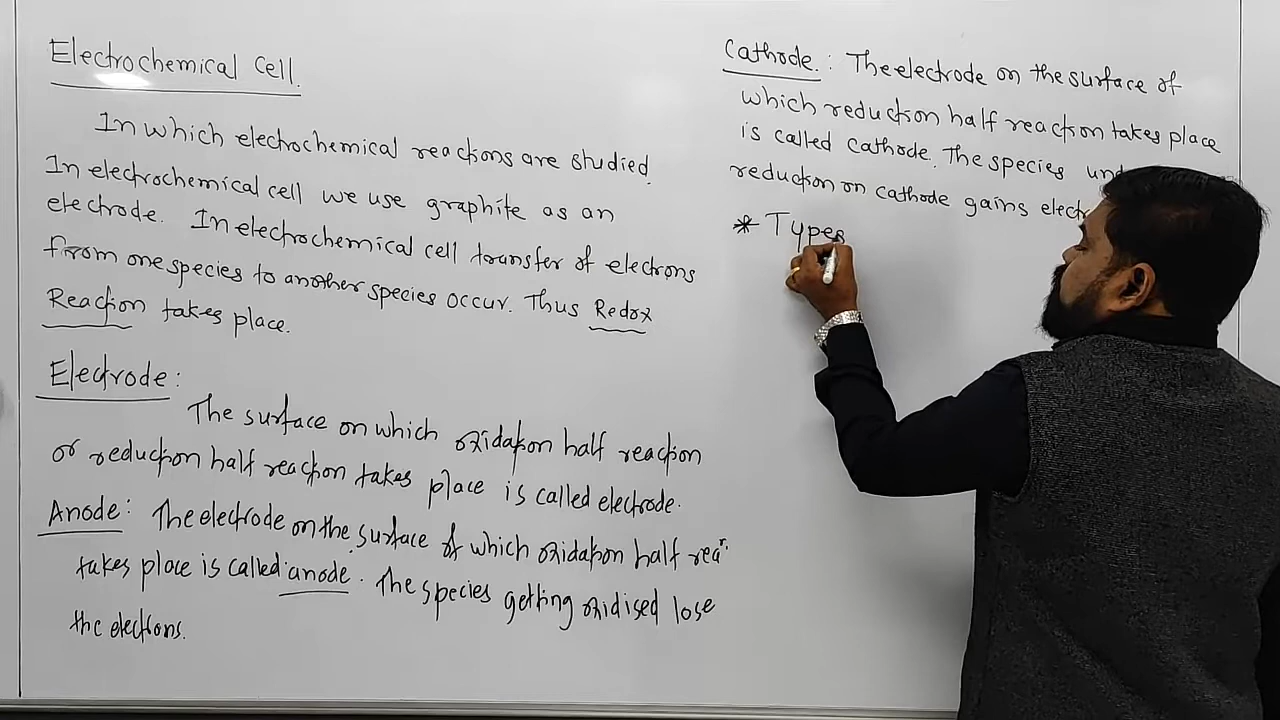 Electrochemical Cell.
In which electrochemical reactions are studied.
In electrochemical cell we use graphite as an
electrode. In electrochemical cell transfer of electrons
from one species to another species occur. Thus Redox
Reaction takes place.
Electrode:
The surface on which oxidation half reaction
or reduction half reaction takes place is called electrode.
Anode: The electrode on the surface of which oxidation half rea^n.
takes place is called anode. The species getting oxidised lose
the electrons.
Cathode.: The electrode on the surface of
which reduction half reaction takes place
is called cathode. The species
reduction on cathode gains
* Types